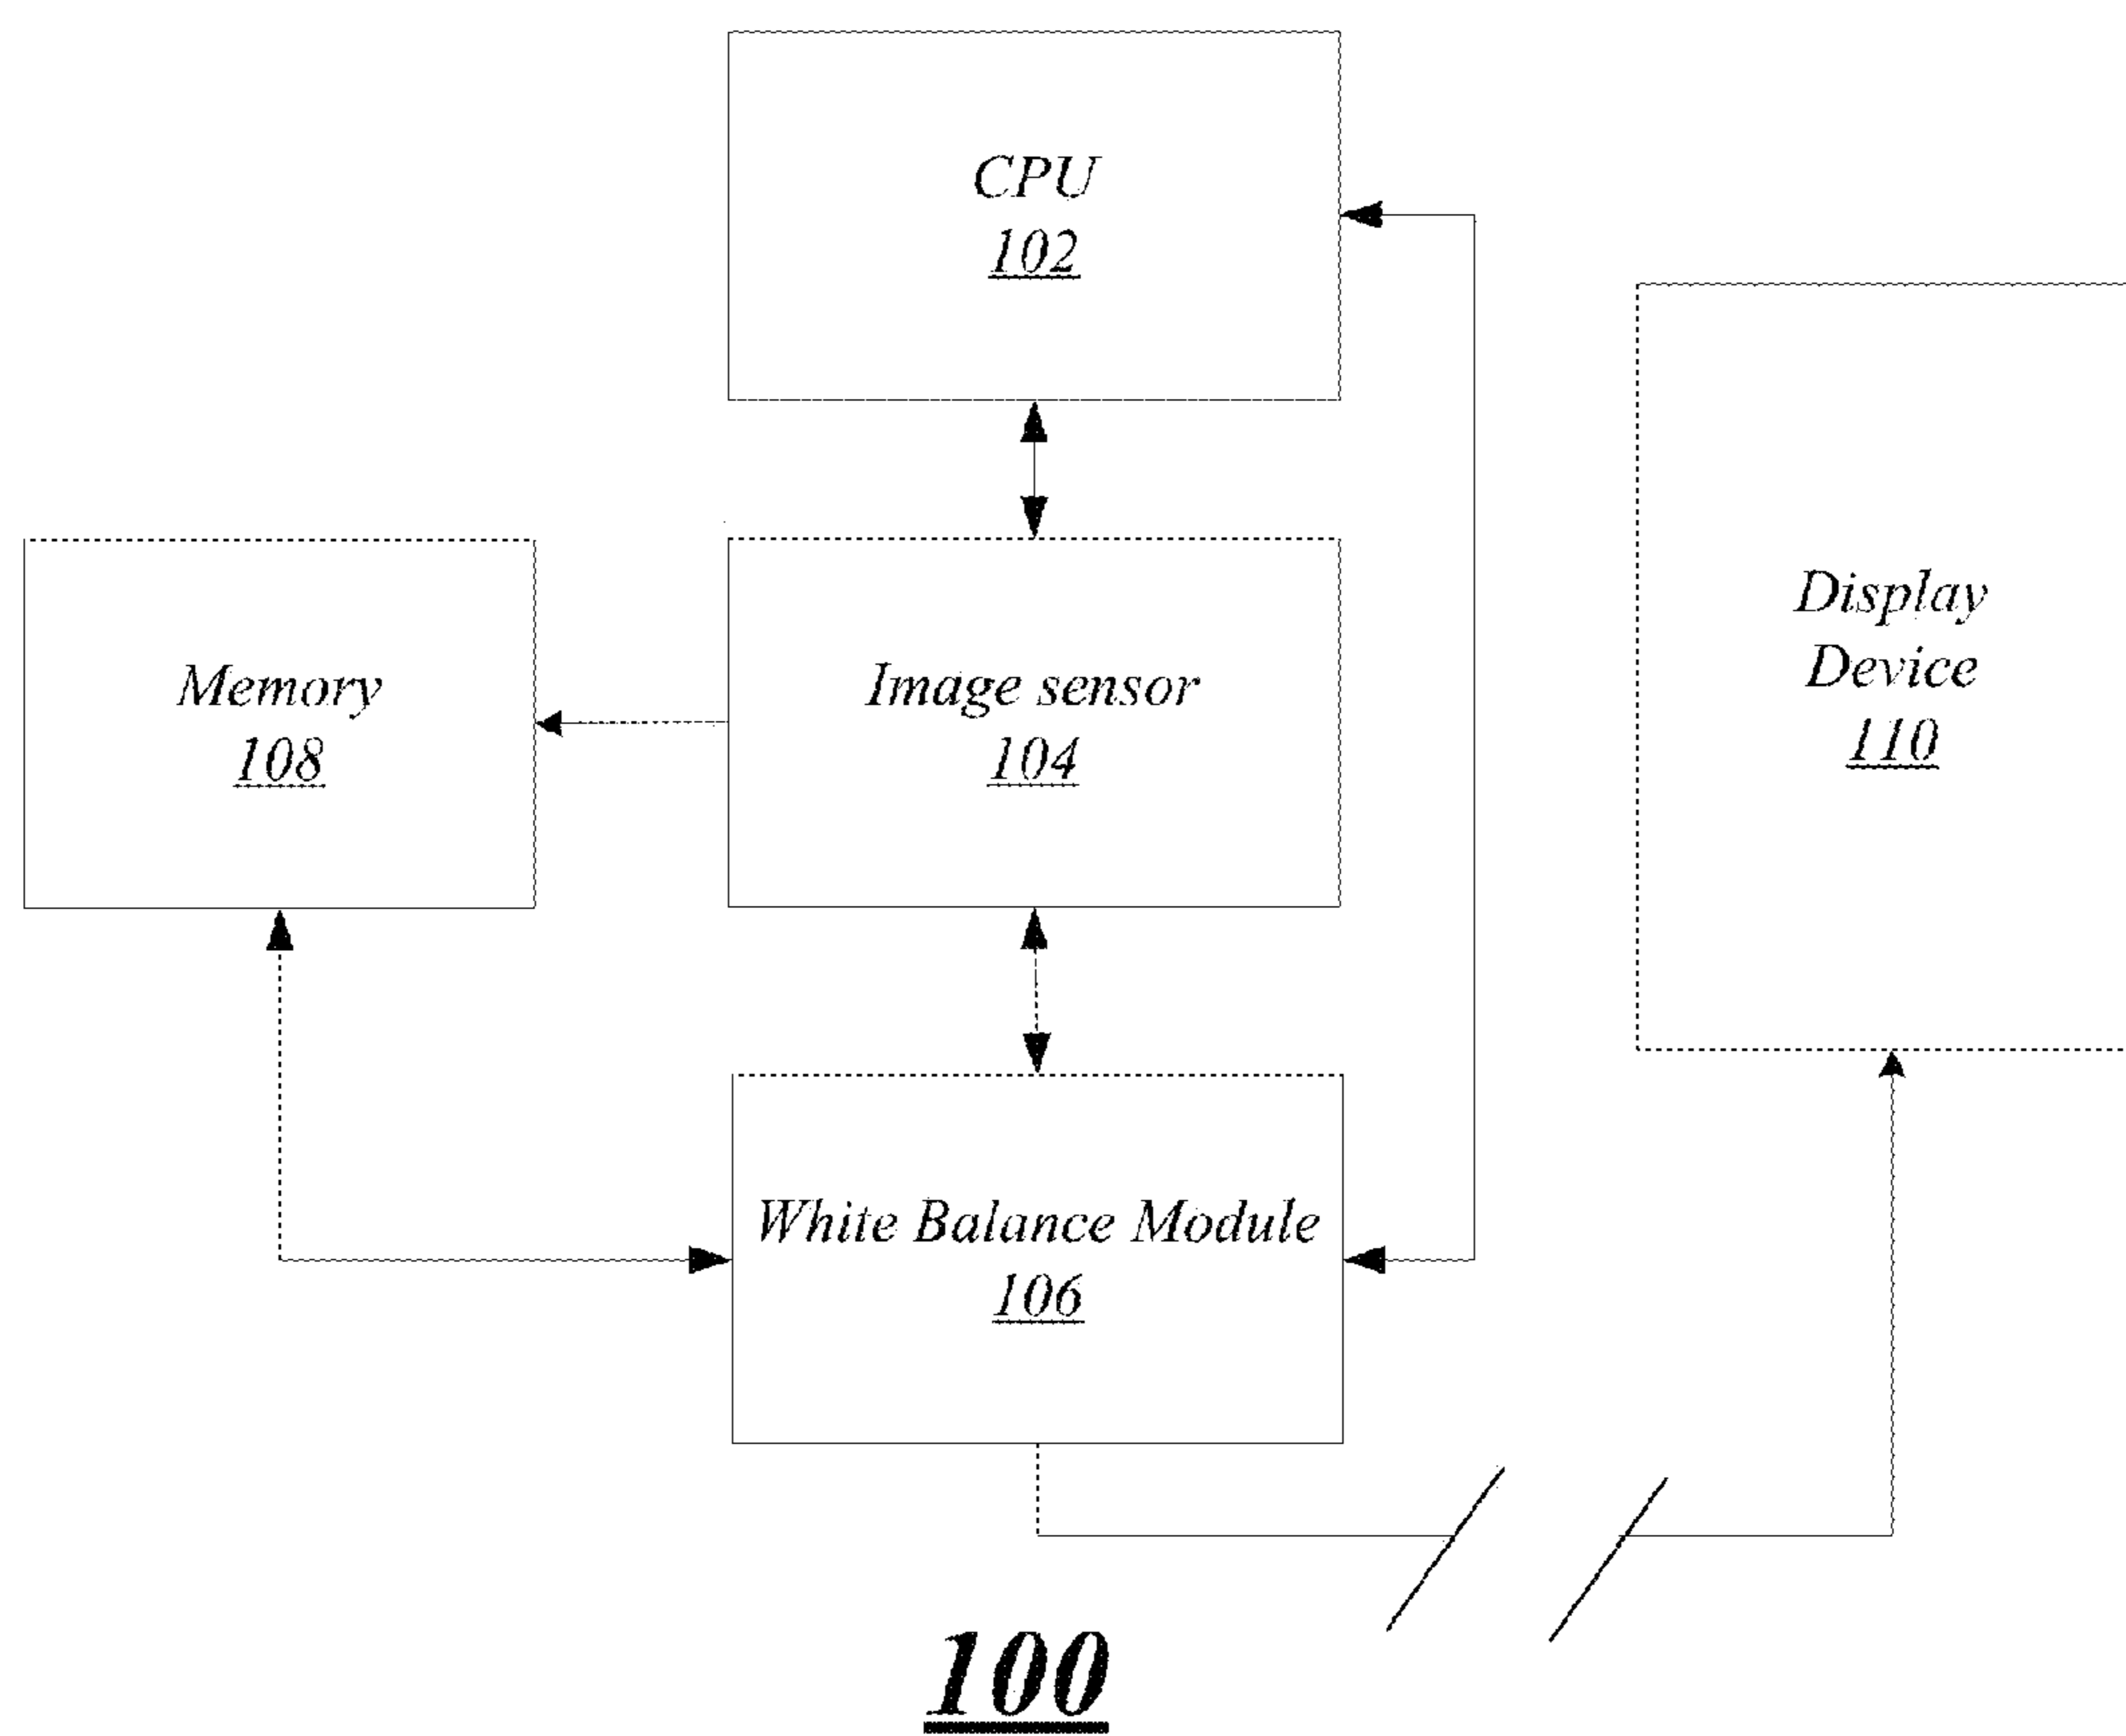 CPU
102
Memory
108
Image sensor
104
Display
Device
110
White Balance Module
106
100